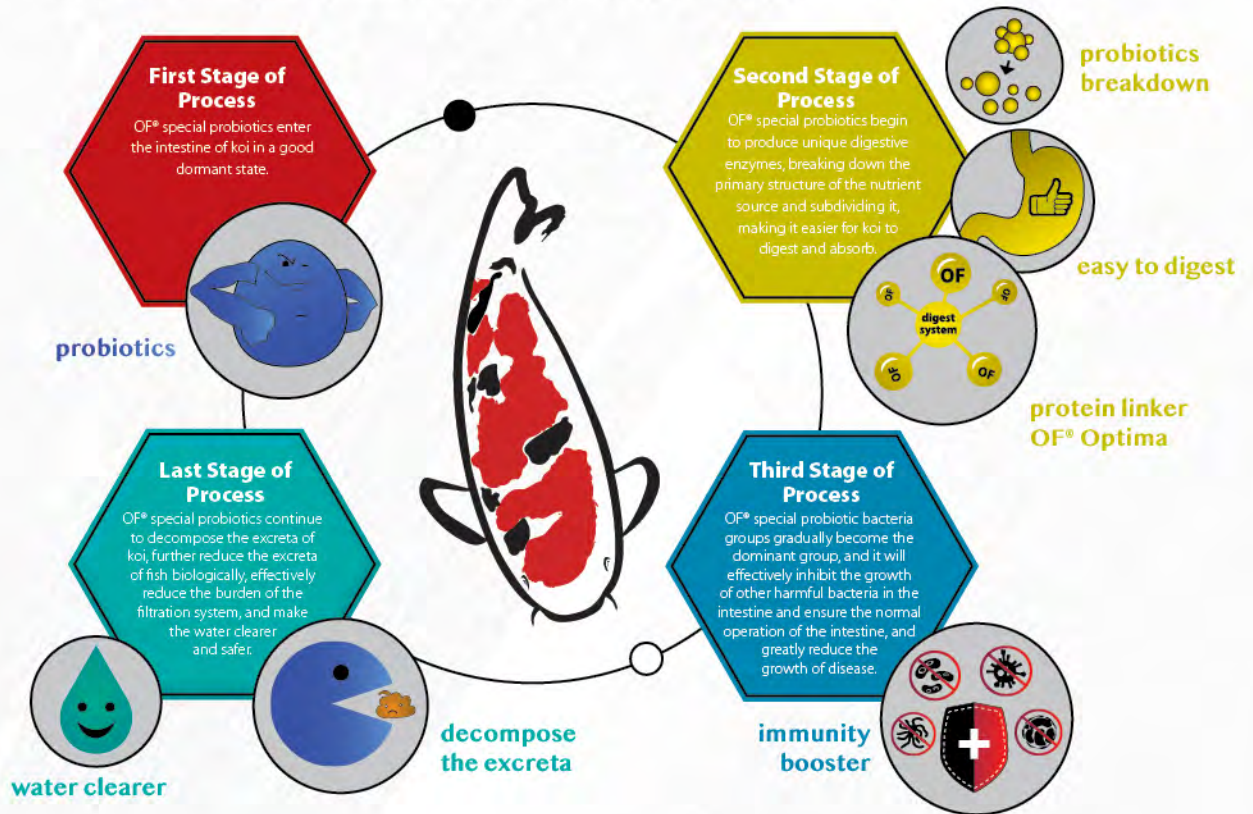 First Stage of
Process
OF® special probiotics enter
the intestine of koi in a good
dormant state.
probiotics
Second Stage of
Process
OF® special probiotics begin
to produce unique digestive
enzymes, breaking down the
primary structure of the nutrient
source and subdividing it,
making it easier for koi to
digest and absorb.
probiotics
breakdown
easy to digest
OF
OF
OF
digest
system
OF
OF
protein linker
OF® Optima
Third Stage of
Process
OF® special probiotic bacteria
groups gradually become the
dominant group, and it will
effectively inhibit the growth
of other harmful bacteria in the
intestine and ensure the normal
operation of the intestine, and
greatly reduce the
growth of disease.
immunity
booster
Last Stage of
Process
OF® special probiotics continue
to decompose the excreta of
koi, further reduce the excreta
of fish biologically, effectively
reduce the burden of the
filtration system, and make
the water clearer
and safer.
decompose
the excreta
water clearer